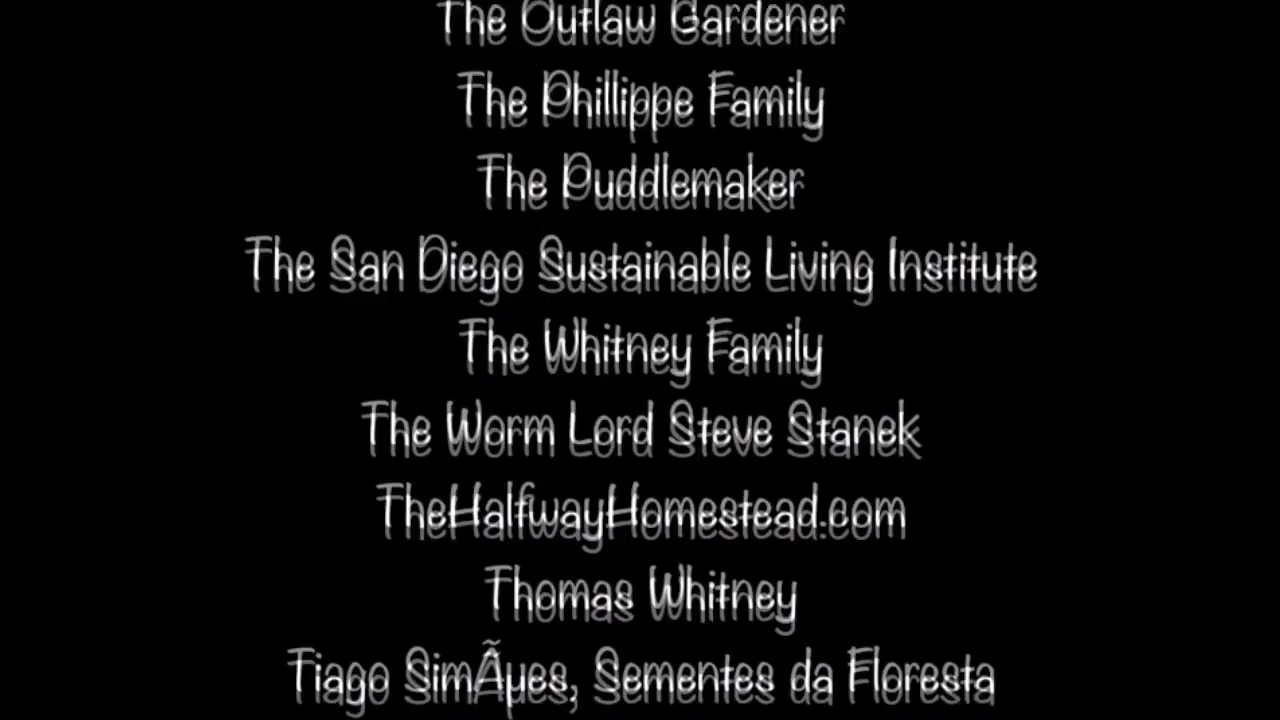 The Outlaw Gardener
The Phillippe Family
The Puddlemaker
The San Diego Sustainable Living Institute
The Whitney Family
The Worm Lord Steve Stanek
TheHalfwayHomestead.com
Thomas Whitney
Tiago SimÃµes, Sementes da Floresta